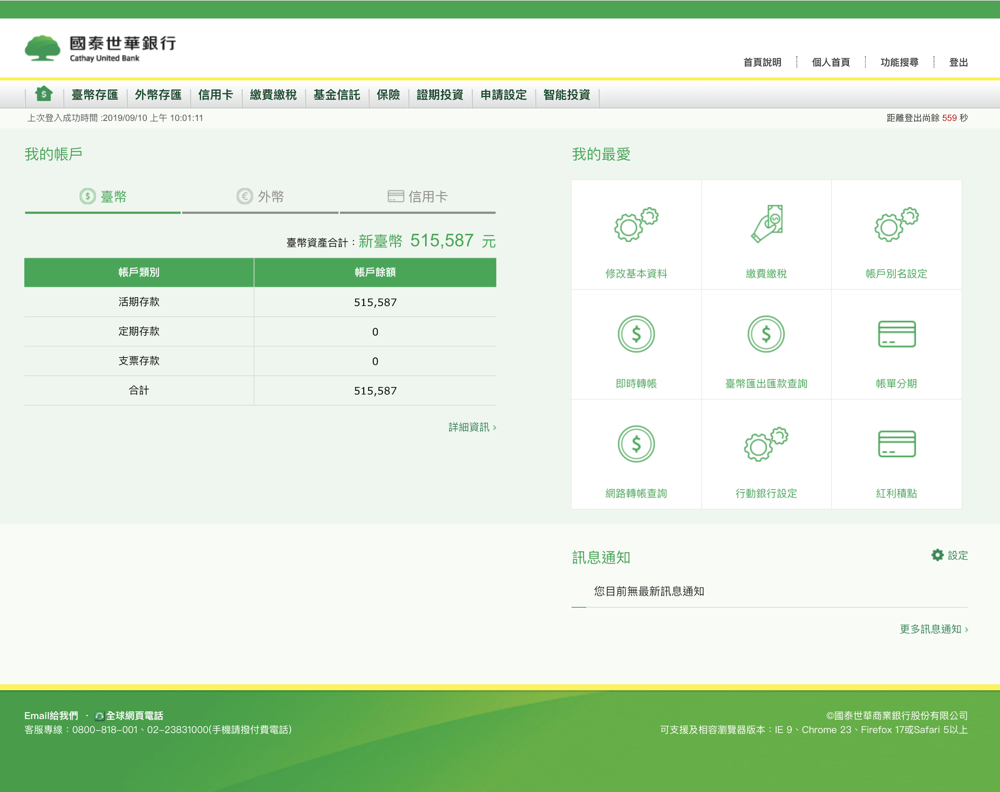 國泰世華銀行
Cathay United Bank
首頁說明 個人首頁 功能搜尋 登出
臺幣存匯 外幣存匯 信用卡 繳費繳稅 基金信託 保險 證期投資 申請設定 智能投資
上次登入成功時間 :2019/09/10 上午 10:01:11
距離登出尚餘 559 秒
我的帳戶
臺幣 外幣 信用卡
臺幣資產合計：新臺幣 515,587 元
帳戶類別 帳戶餘額
活期存款 515,587
定期存款 0
支票存款 0
合計 515,587
詳細資訊 ›
我的最愛
修改基本資料 繳費繳稅 帳戶別名設定
即時轉帳 臺幣匯出匯款查詢 帳單分期
網路轉帳查詢 行動銀行設定 紅利積點
訊息通知
設定
您目前無最新訊息通知
更多訊息通知 ›
Email給我們 · 全球網頁電話
客服專線：0800-818-001、02-23831000(手機請撥付費電話)
©國泰世華商業銀行股份有限公司
可支援及相容瀏覽器版本：IE 9、Chrome 23、Firefox 17或Safari 5以上